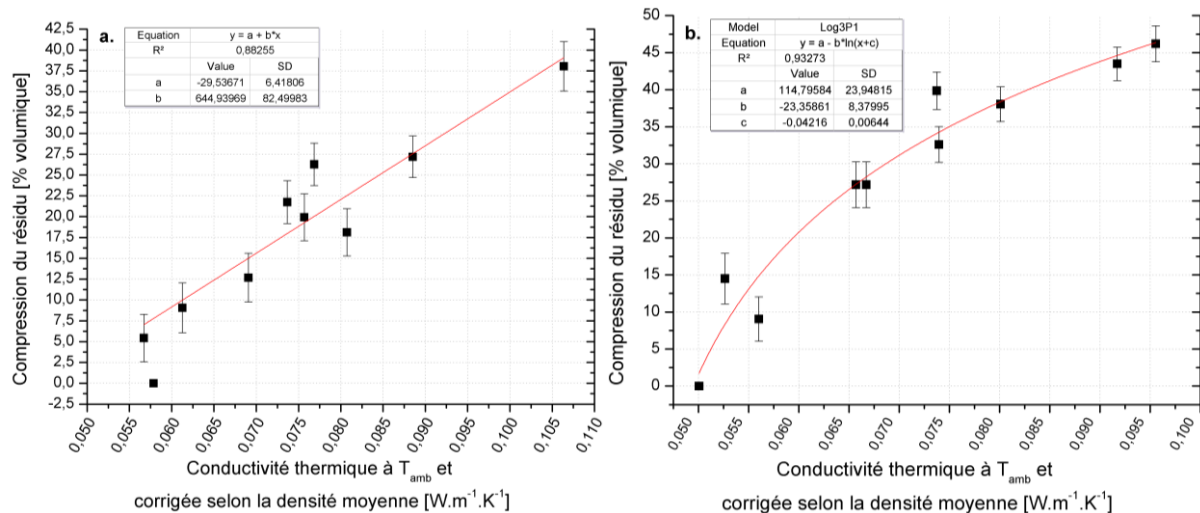 a.
Equation y = a + b*x
R² 0,88255
Value SD
a -29,53671 6,41806
b 644,93969 82,49983
Compression du résidu [% volumique]
42,5
40,0
37,5
35,0
32,5
30,0
27,5
25,0
22,5
20,0
17,5
15,0
12,5
10,0
7,5
5,0
2,5
0,0
-2,5
0,050 0,055 0,060 0,065 0,070 0,075 0,080 0,085 0,090 0,095 0,100 0,105 0,110
Conductivité thermique à Tamb et
corrigée selon la densité moyenne [W.m-1.K-1]
b.
Model Log3P1
Equation y = a - b*ln(x+c)
R² 0,93273
Value SD
a 114,79584 23,94815
b -23,35861 8,37995
c -0,04216 0,00644
Compression du résidu [% volumique]
50
45
40
35
30
25
20
15
10
5
0
0,050 0,055 0,060 0,065 0,070 0,075 0,080 0,085 0,090 0,095 0,100
Conductivité thermique à Tamb et
corrigée selon la densité moyenne [W.m-1.K-1]